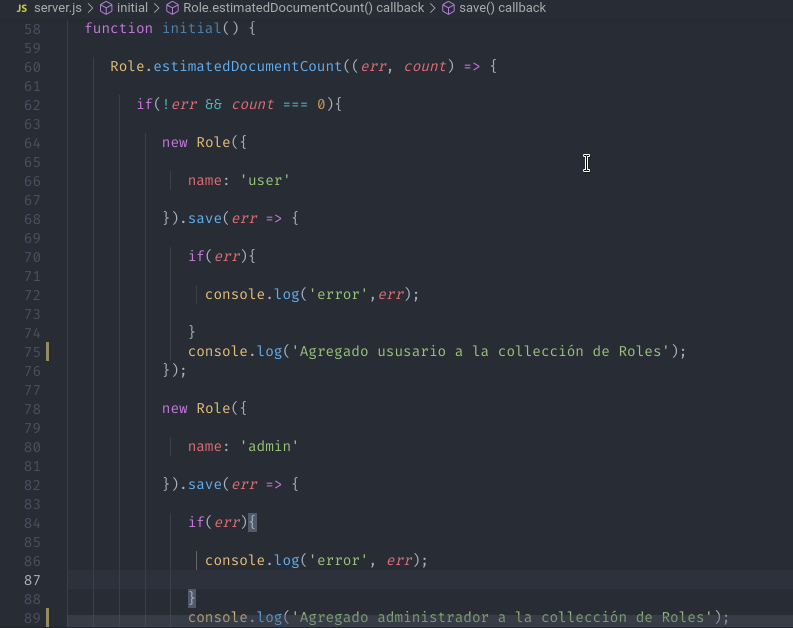 JS server.js > initial > Role.estimatedDocumentCount() callback > save() callback
58 function initial() {
59
60 Role.estimatedDocumentCount((err, count) => {
61
62 if(!err && count === 0){
63
64 new Role({
65
66 name: 'user'
67
68 }).save(err => {
69
70 if(err){
71
72 console.log('error',err);
73
74 }
75 console.log('Agregado ususario a la collección de Roles');
76 });
77
78 new Role({
79
80 name: 'admin'
81
82 }).save(err => {
83
84 if(err){
85
86 console.log('error', err);
87
88 }
89 console.log('Agregado administrador a la collección de Roles');